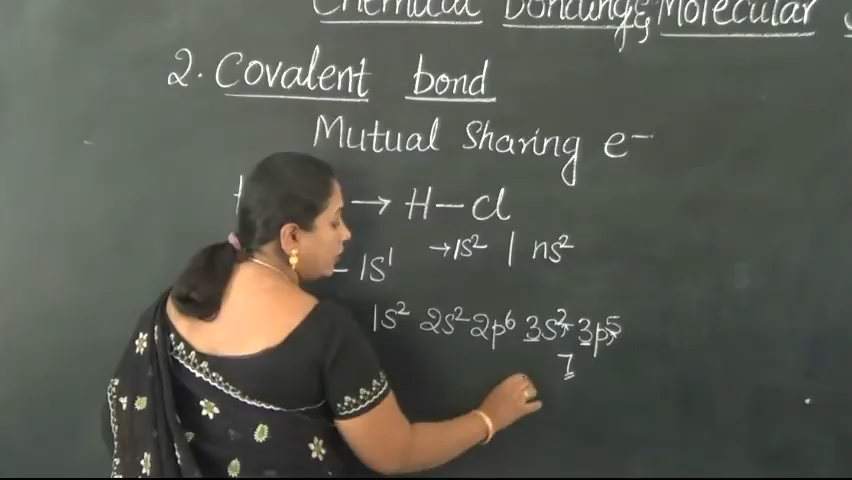 Chemical Bonding & Molecular
2. Covalent bond
Mutual Sharing e⁻
→ H – Cl
– 1s¹ → 1s² | ns²
1s² 2s² 2p⁶ 3s² 3p⁵
7